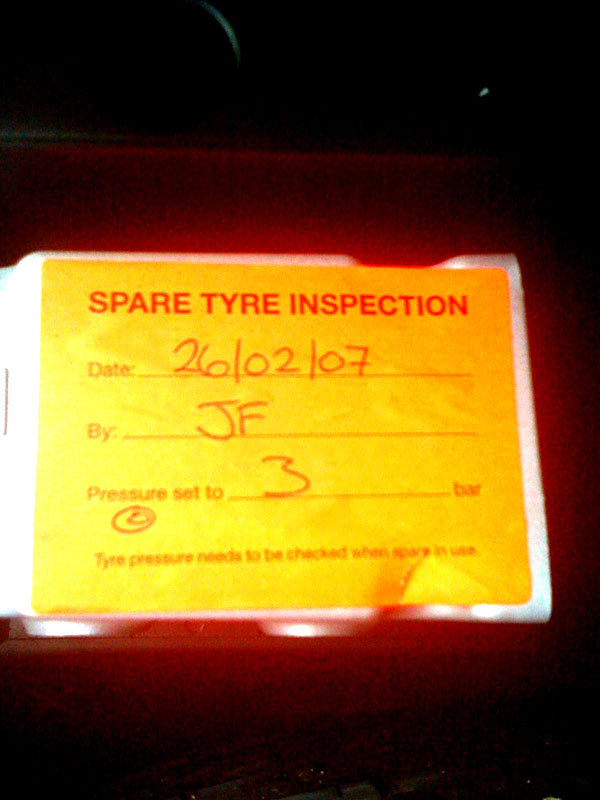 SPARE TYRE INSPECTION
Date: 26/02/07
By: JF
Pressure set to 3 bar
Tyre pressure needs to be checked when spare in use.